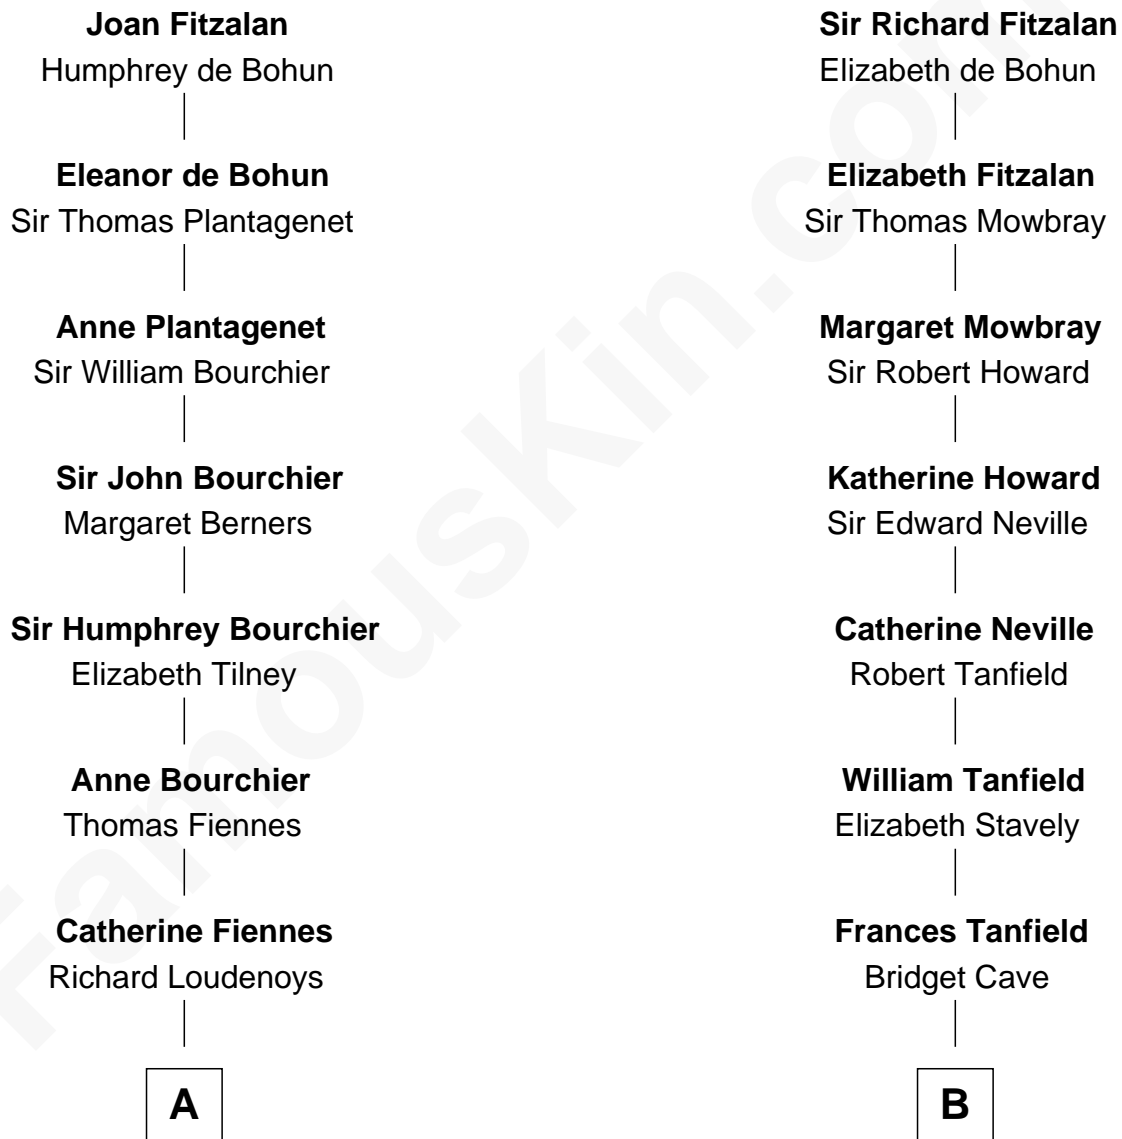 Joan Fitzalan
Humphrey de Bohun
Eleanor de Bohun
Sir Thomas Plantagenet
Anne Plantagenet
Sir William Bourchier
Sir John Bourchier
Margaret Berners
Sir Humphrey Bourchier
Elizabeth Tilney
Anne Bourchier
Thomas Fiennes
Catherine Fiennes
Richard Loudenoys
A
Sir Richard Fitzalan
Elizabeth de Bohun
Elizabeth Fitzalan
Sir Thomas Mowbray
Margaret Mowbray
Sir Robert Howard
Katherine Howard
Sir Edward Neville
Catherine Neville
Robert Tanfield
William Tanfield
Elizabeth Stavely
Frances Tanfield
Bridget Cave
B
FamousKin.com